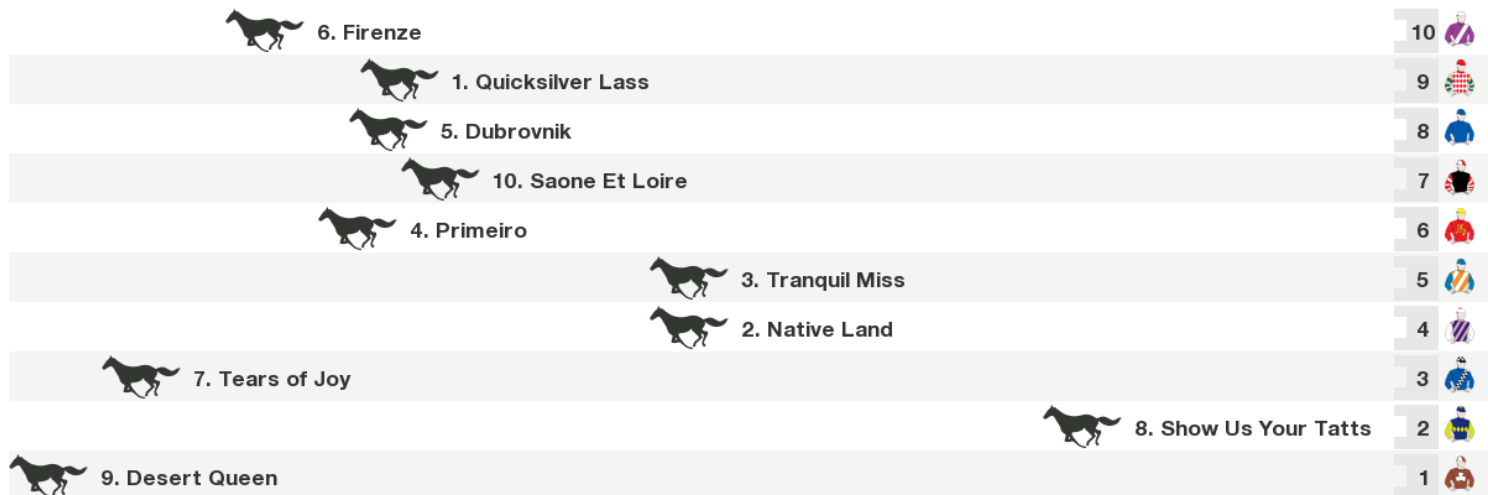 6. Firenze 10
1. Quicksilver Lass 9
5. Dubrovnik 8
10. Saone Et Loire 7
4. Primeiro 6
3. Tranquil Miss 5
2. Native Land 4
7. Tears of Joy 3
8. Show Us Your Tatts 2
9. Desert Queen 1